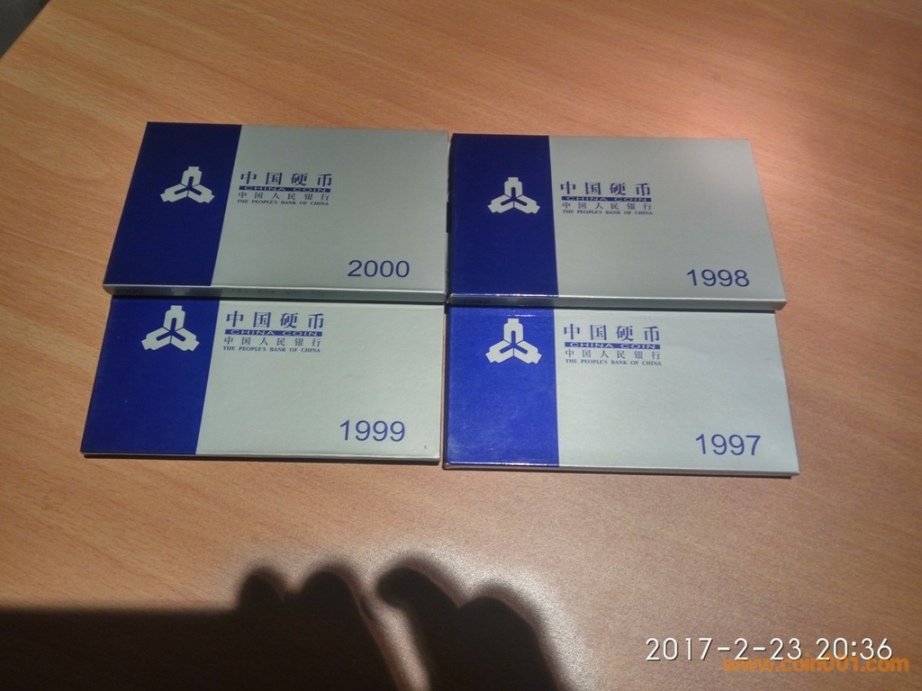 中国硬币
CHINA COIN
中国人民银行
THE PEOPLE'S BANK OF CHINA
2000
中国硬币
CHINA COIN
中国人民银行
THE PEOPLE'S BANK OF CHINA
1998
中国硬币
CHINA COIN
中国人民银行
THE PEOPLE'S BANK OF CHINA
1999
中国硬币
CHINA COIN
中国人民银行
THE PEOPLE'S BANK OF CHINA
1997
2017-2-23 20:36
www.coin001.com